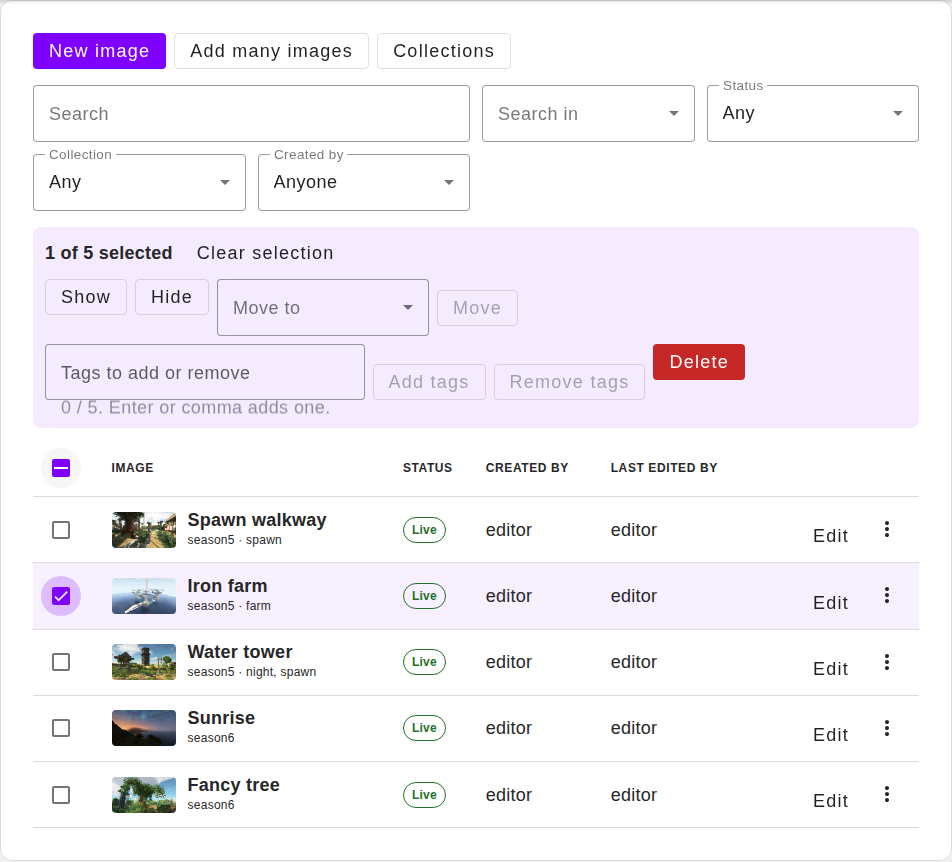 New image Add many images Collections
Search Search in Status Any
Collection Any Created by Anyone
1 of 5 selected Clear selection
Show Hide Move to Move
Tags to add or remove Add tags Remove tags Delete
0 / 5. Enter or comma adds one.
IMAGE STATUS CREATED BY LAST EDITED BY
Spawn walkway Live editor editor Edit
season5 · spawn
Iron farm Live editor editor Edit
season5 · farm
Water tower Live editor editor Edit
season5 · night, spawn
Sunrise Live editor editor Edit
season6
Fancy tree Live editor editor Edit
season6